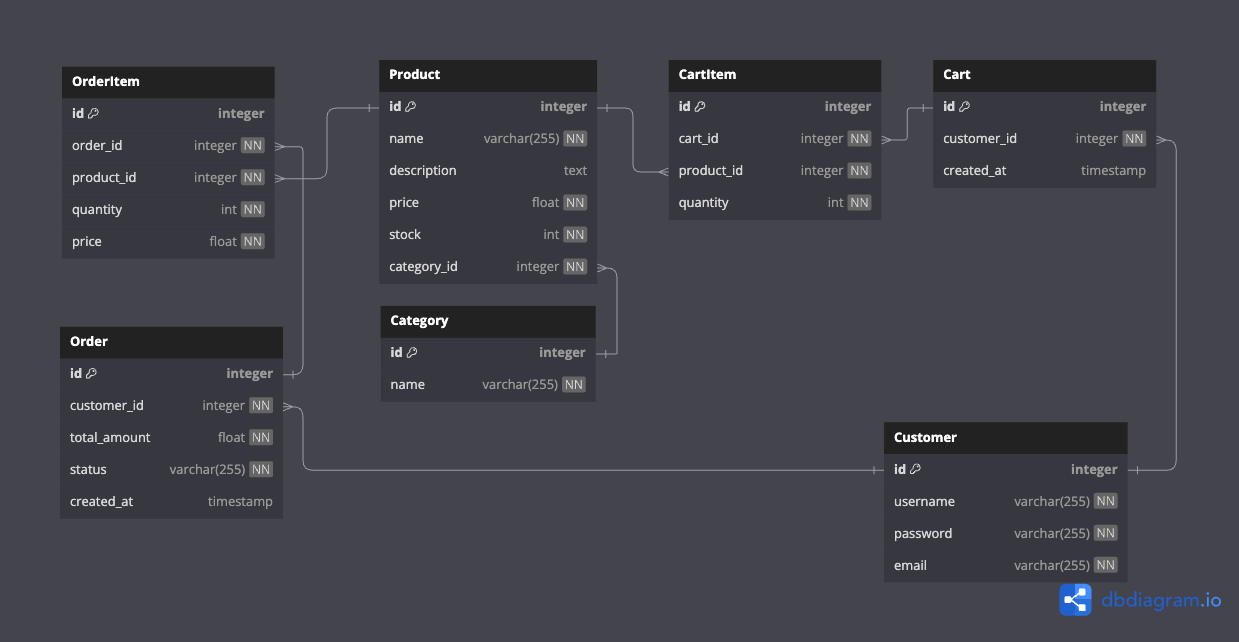 OrderItem
id integer
order_id integer NN
product_id integer NN
quantity int NN
price float NN
Product
id integer
name varchar(255) NN
description text
price float NN
stock int NN
category_id integer NN
CartItem
id integer
cart_id integer NN
product_id integer NN
quantity int NN
Cart
id integer
customer_id integer NN
created_at timestamp
Category
id integer
name varchar(255) NN
Order
id integer
customer_id integer NN
total_amount float NN
status varchar(255) NN
created_at timestamp
Customer
id integer
username varchar(255) NN
password varchar(255) NN
email varchar(255) NN
dbdiagram.io